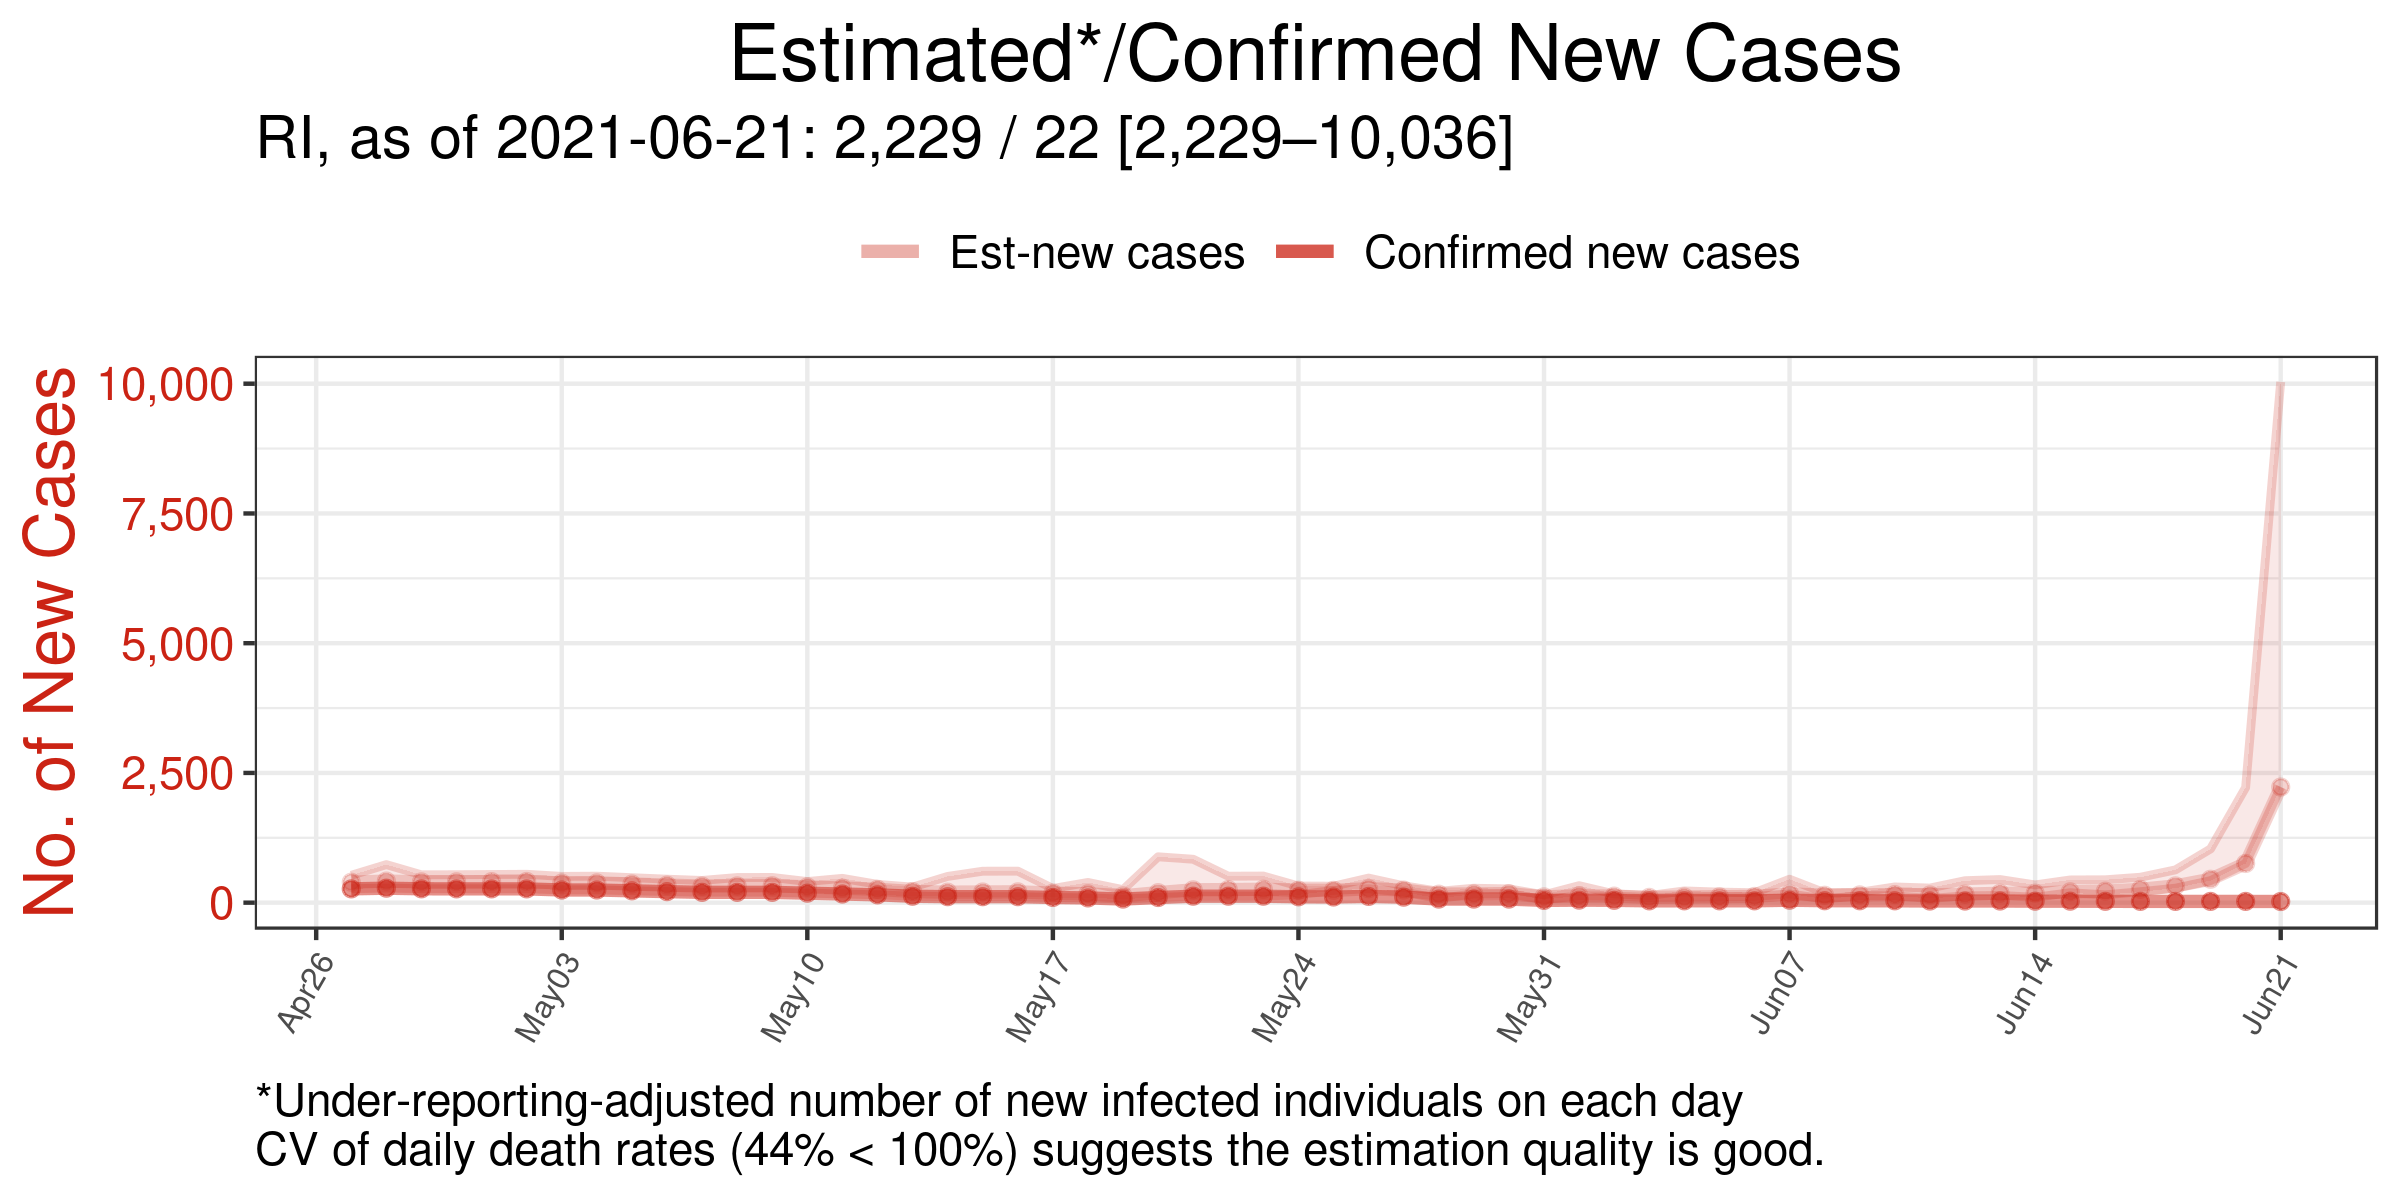 Estimated*/Confirmed New Cases
RI, as of 2021-06-21: 2,229 / 22 [2,229–10,036]
Est-new cases
Confirmed new cases
No. of New Cases
10,000
7,500
5,000
2,500
0
Apr26
May03
May10
May17
May24
May31
Jun07
Jun14
Jun21
*Under-reporting-adjusted number of new infected individuals on each day
CV of daily death rates (44% < 100%) suggests the estimation quality is good.